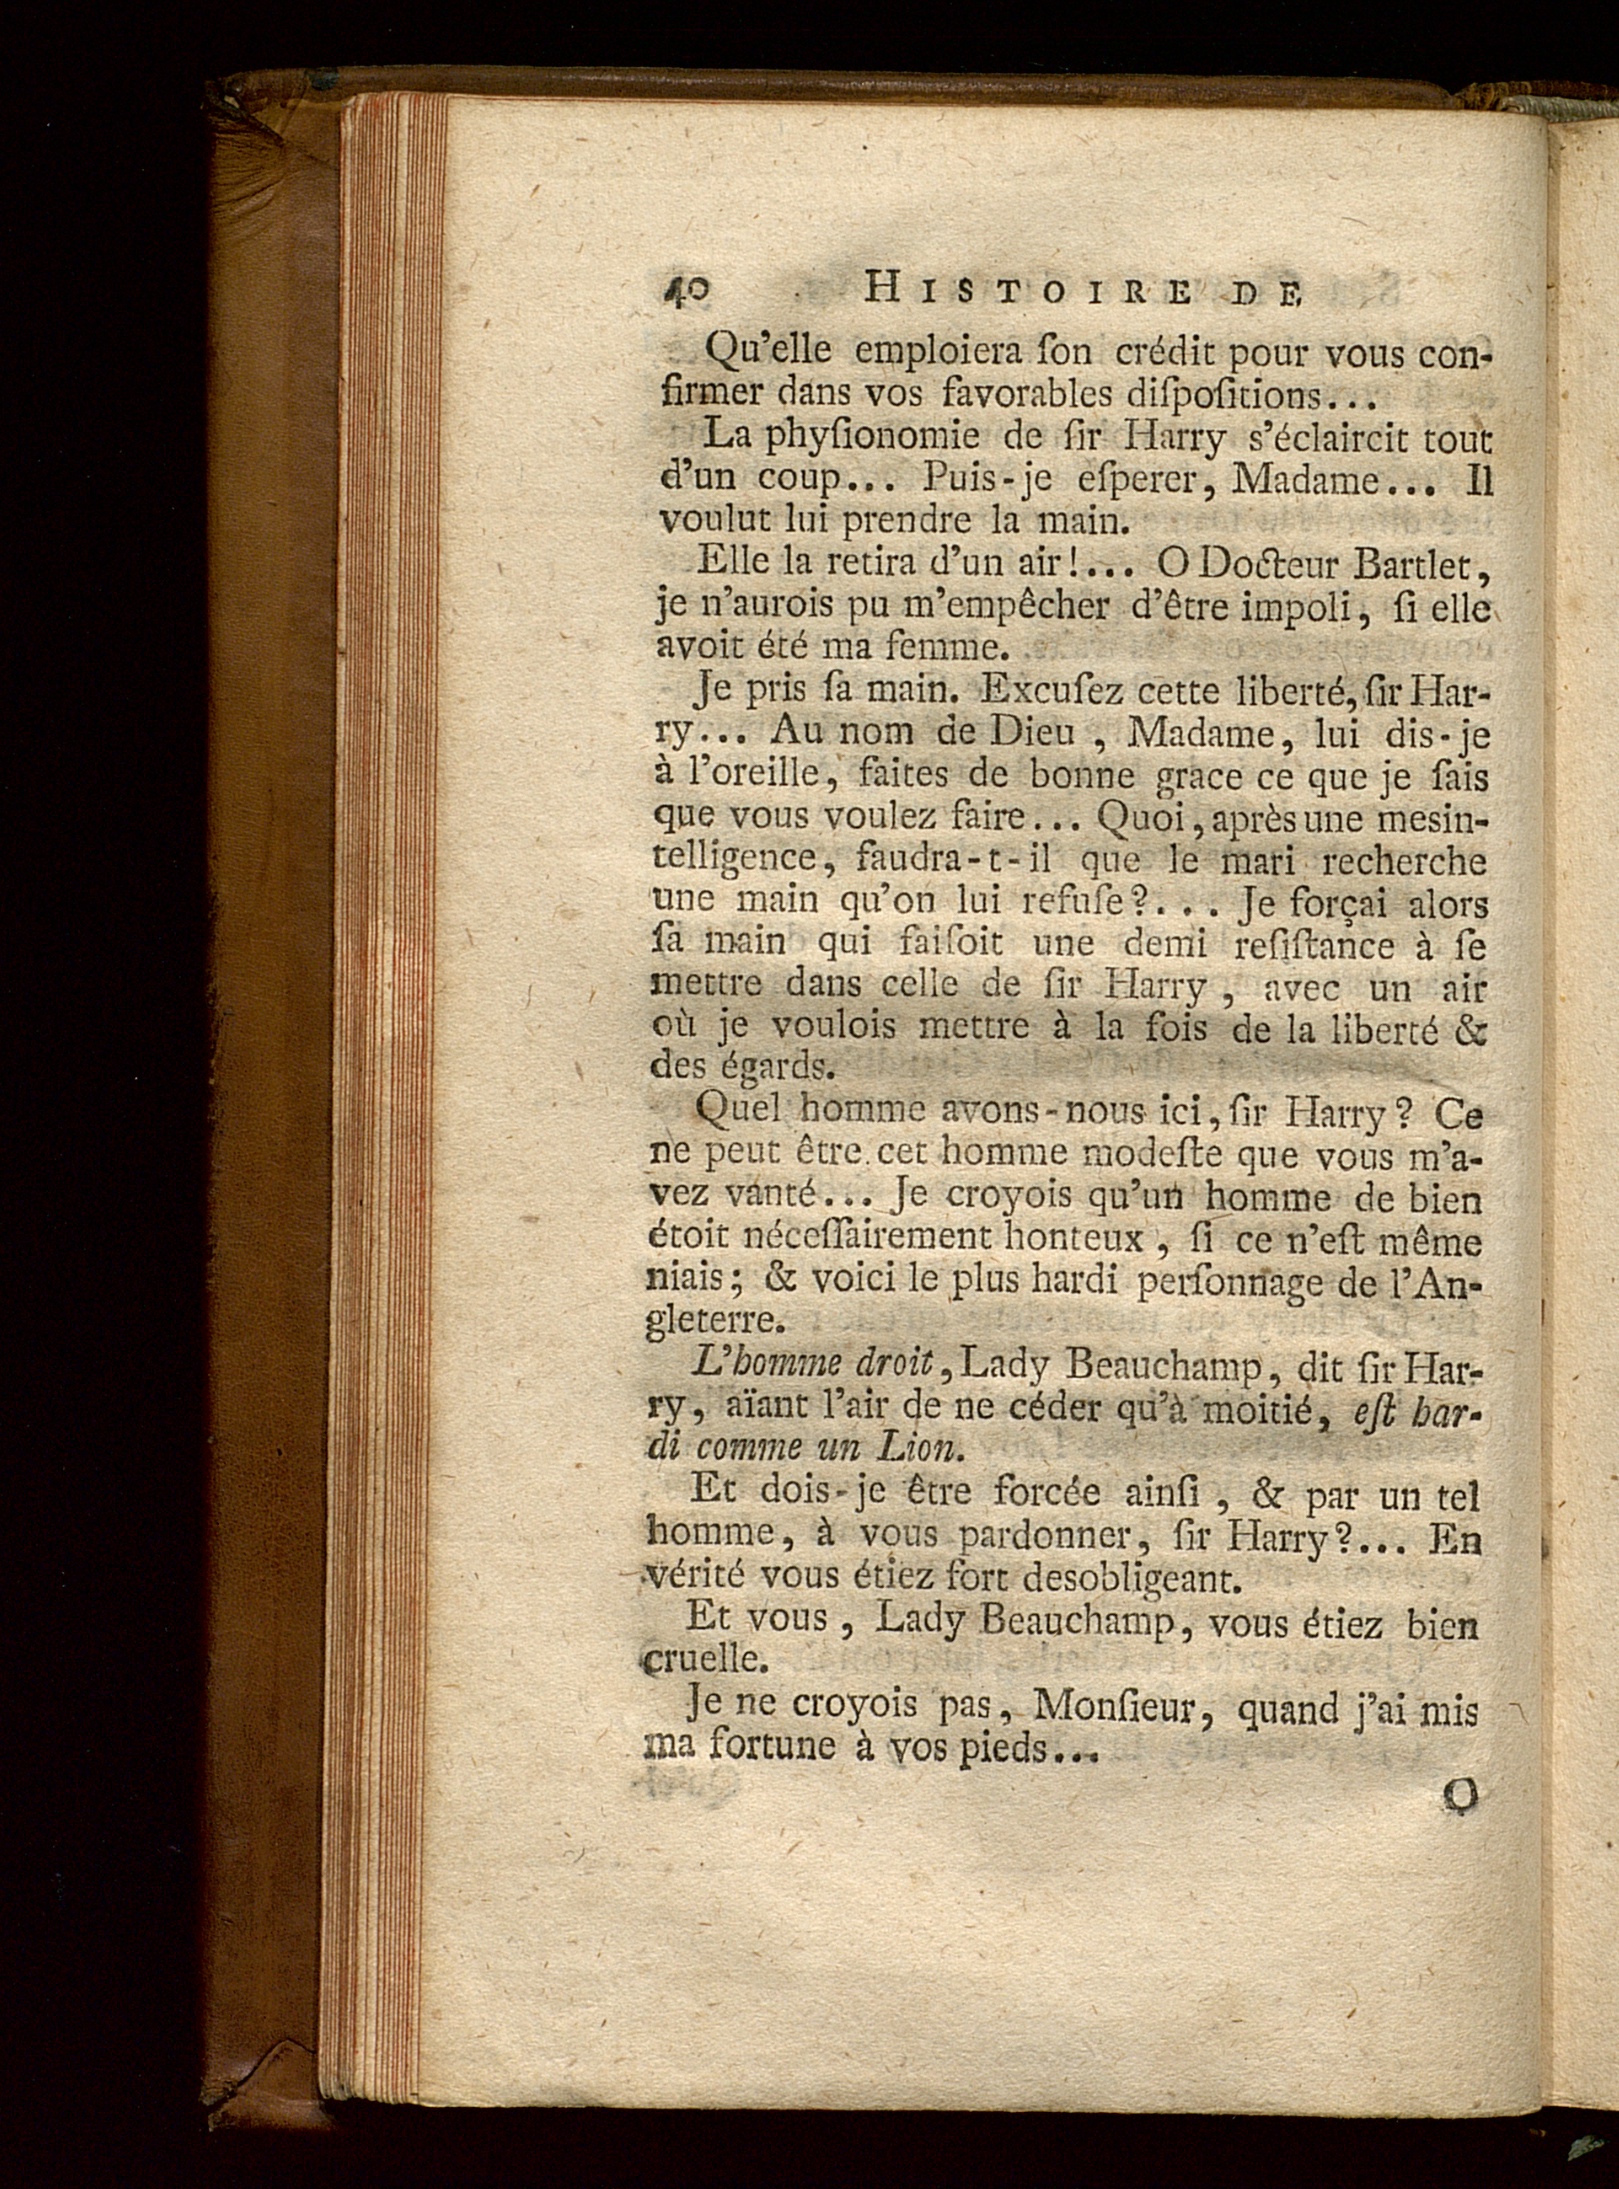 40 HISTOIRE DE
Qu'elle emploiera ſon crédit pour vous con-
firmer dans vos favorables diſpoſitions...
La phyſionomie de ſir Harry s'éclaircit tout
d'un coup... Puis-je eſperer, Madame... Il
voulut lui prendre la main.
Elle la retira d'un air!... O Docteur Bartlet,
je n'aurois pu m'empêcher d'être impoli, ſi elle
avoit été ma femme.
Je pris ſa main. Excuſez cette liberté, ſir Har-
ry... Au nom de Dieu, Madame, lui dis-je
à l'oreille, faites de bonne grace ce que je ſais
que vous voulez faire... Quoi, après une mesin-
telligence, faudra-t-il que le mari recherche
une main qu'on lui refuſe?... Je forçai alors
ſa main qui faiſoit une demi reſiſtance à ſe
mettre dans celle de ſir Harry, avec un air
où je voulois mettre à la fois de la liberté &
des égards.
Quel homme avons-nous ici, ſir Harry? Ce
ne peut être cet homme modeſte que vous m'a-
vez vanté... Je croyois qu'un homme de bien
étoit néceſſairement honteux, ſi ce n'eſt même
niais; & voici le plus hardi perſonnage de l'An-
gleterre.
L'homme droit, Lady Beauchamp, dit ſir Har-
ry, aïant l'air de ne céder qu'à moitié, eſt har-
di comme un Lion.
Et dois-je être forcée ainſi, & par un tel
homme, à vous pardonner, ſir Harry?... En
vérité vous étiez fort desobligeant.
Et vous, Lady Beauchamp, vous étiez bien
cruelle.
Je ne croyois pas, Monſieur, quand j'ai mis
ma fortune à vos pieds...
O